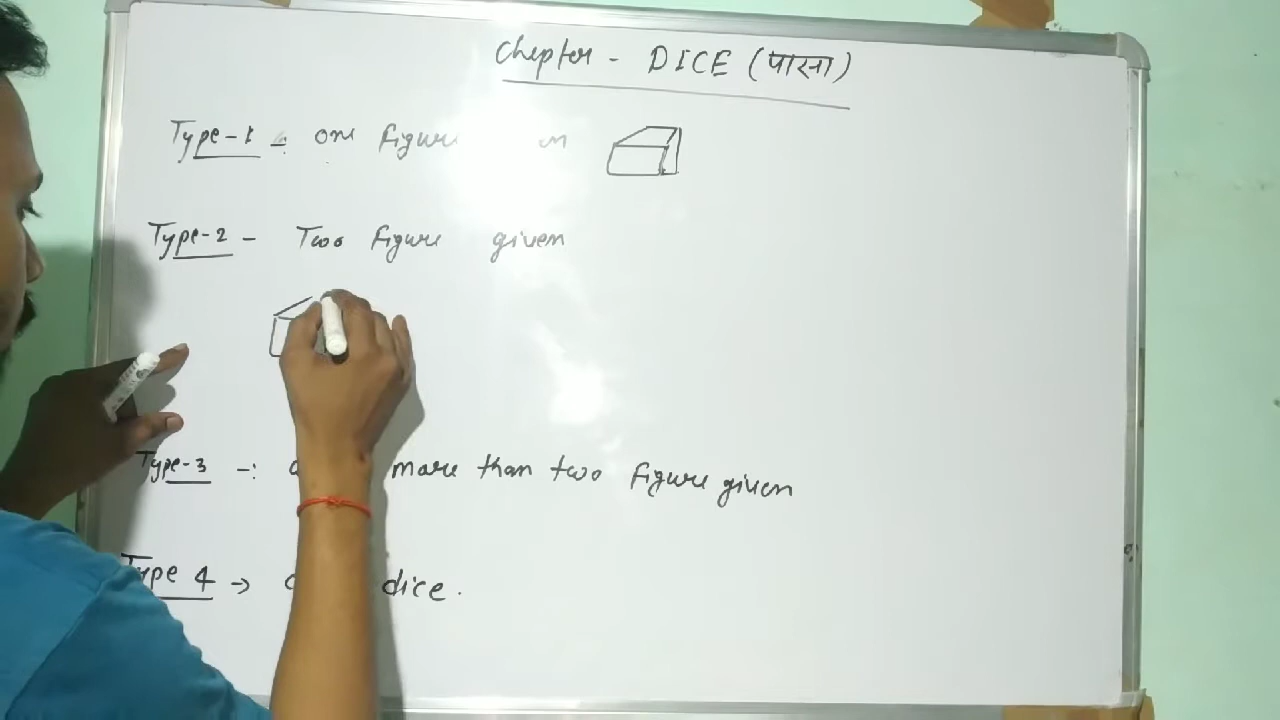 Chepter - DICE (पासा)
Type-1 - one figure
Type-2 - Two figure given
Type-3 -: more than two figure given
Type 4 → dice.